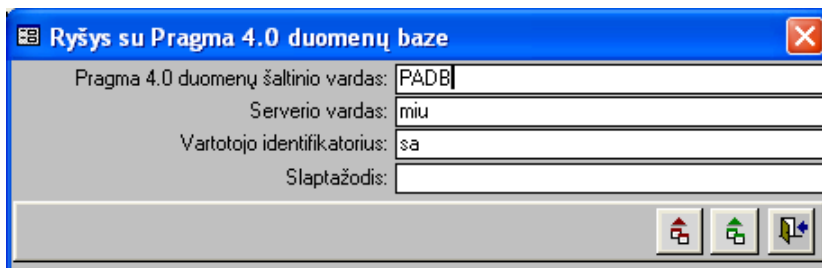 Ryšys su Pragma 4.0 duomenų baze
Pragma 4.0 duomenų šaltinio vardas: PADB
Serverio vardas: miu
Vartotojo identifikatorius: sa
Slaptažodis: